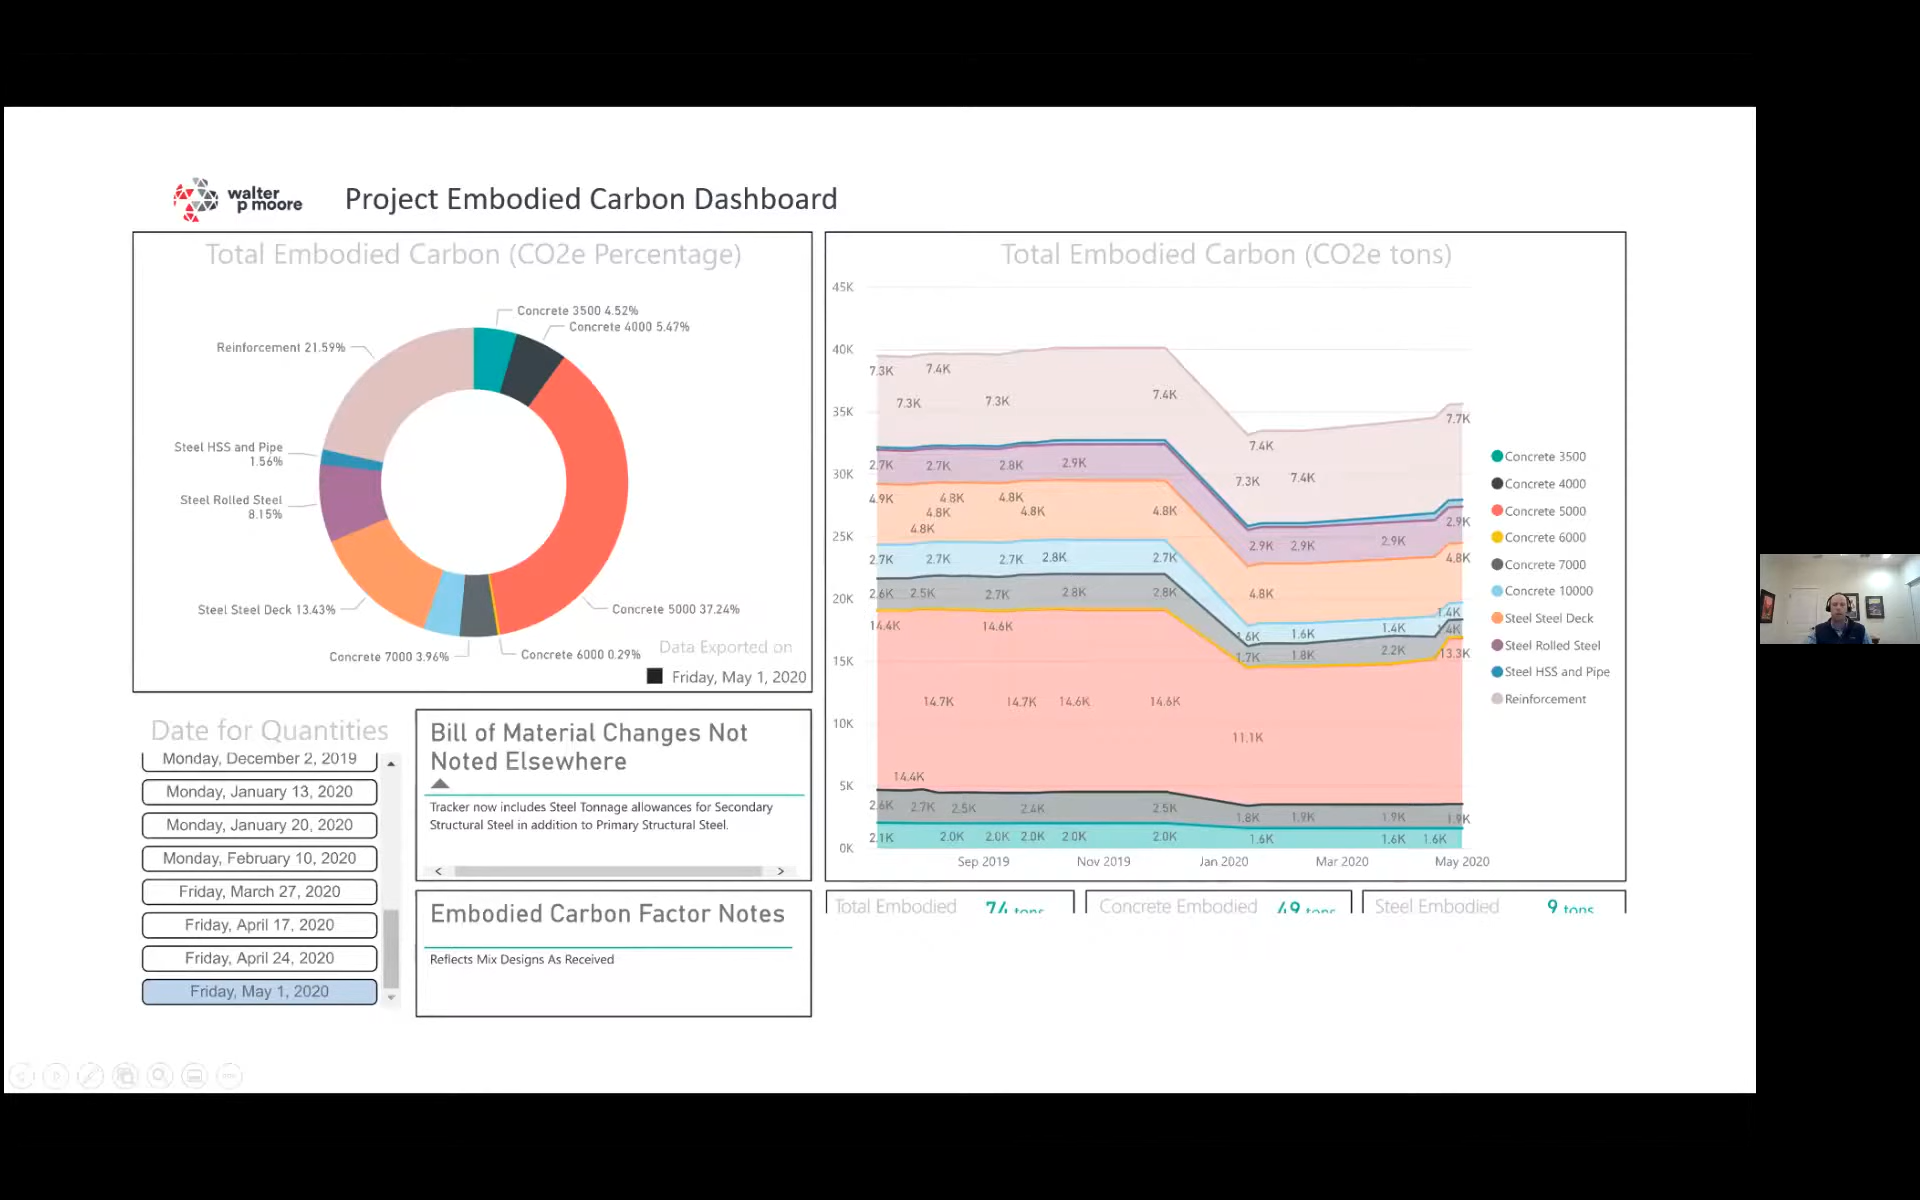 walter
p moore
Project Embodied Carbon Dashboard
Total Embodied Carbon (CO2e Percentage)
Concrete 3500 4.52%
Concrete 4000 5.47%
Reinforcement 21.59%
Steel HSS and Pipe
1.56%
Steel Rolled Steel
8.15%
Steel Steel Deck 13.43%
Concrete 5000 37.24%
Concrete 7000 3.96%
Concrete 6000 0.29%
Data Exported on
Friday, May 1, 2020
Total Embodied Carbon (CO2e tons)
45K
40K
7.3K 7.4K
7.3K 7.3K 7.4K
35K
7.4K 7.7K
30K
2.7K 2.7K 2.8K 2.9K
7.3K 7.4K
4.9K 4.8K 4.8K
4.8K 4.8K 4.8K
4.8K
25K
2.9K 2.9K 2.9K 2.9K
2.7K 2.7K 2.7K 2.8K 2.7K
4.8K
20K
2.6K 2.5K 2.7K 2.8K 2.8K
4.8K
1.4K
14.4K 14.6K
1.6K 1.6K 1.4K
15K
1.7K 1.8K 2.2K 13.3K
14.7K 14.7K 14.6K 14.6K
10K
11.1K
14.4K
5K
2.6K 2.7K 2.5K 2.4K 2.5K
1.8K 1.9K 1.9K 1.9K
2.1K 2.0K 2.0K 2.0K 2.0K 2.0K
1.6K 1.6K 1.6K
0K
Sep 2019 Nov 2019 Jan 2020 Mar 2020 May 2020
Concrete 3500
Concrete 4000
Concrete 5000
Concrete 6000
Concrete 7000
Concrete 10000
Steel Steel Deck
Steel Rolled Steel
Steel HSS and Pipe
Reinforcement
Date for Quantities
Monday, December 2, 2019
Monday, January 13, 2020
Monday, January 20, 2020
Monday, February 10, 2020
Friday, March 27, 2020
Friday, April 17, 2020
Friday, April 24, 2020
Friday, May 1, 2020
Bill of Material Changes Not
Noted Elsewhere
Tracker now includes Steel Tonnage allowances for Secondary
Structural Steel in addition to Primary Structural Steel.
Embodied Carbon Factor Notes
Reflects Mix Designs As Received
Total Embodied 74 tons
Concrete Embodied 49 tons
Steel Embodied 9 tons